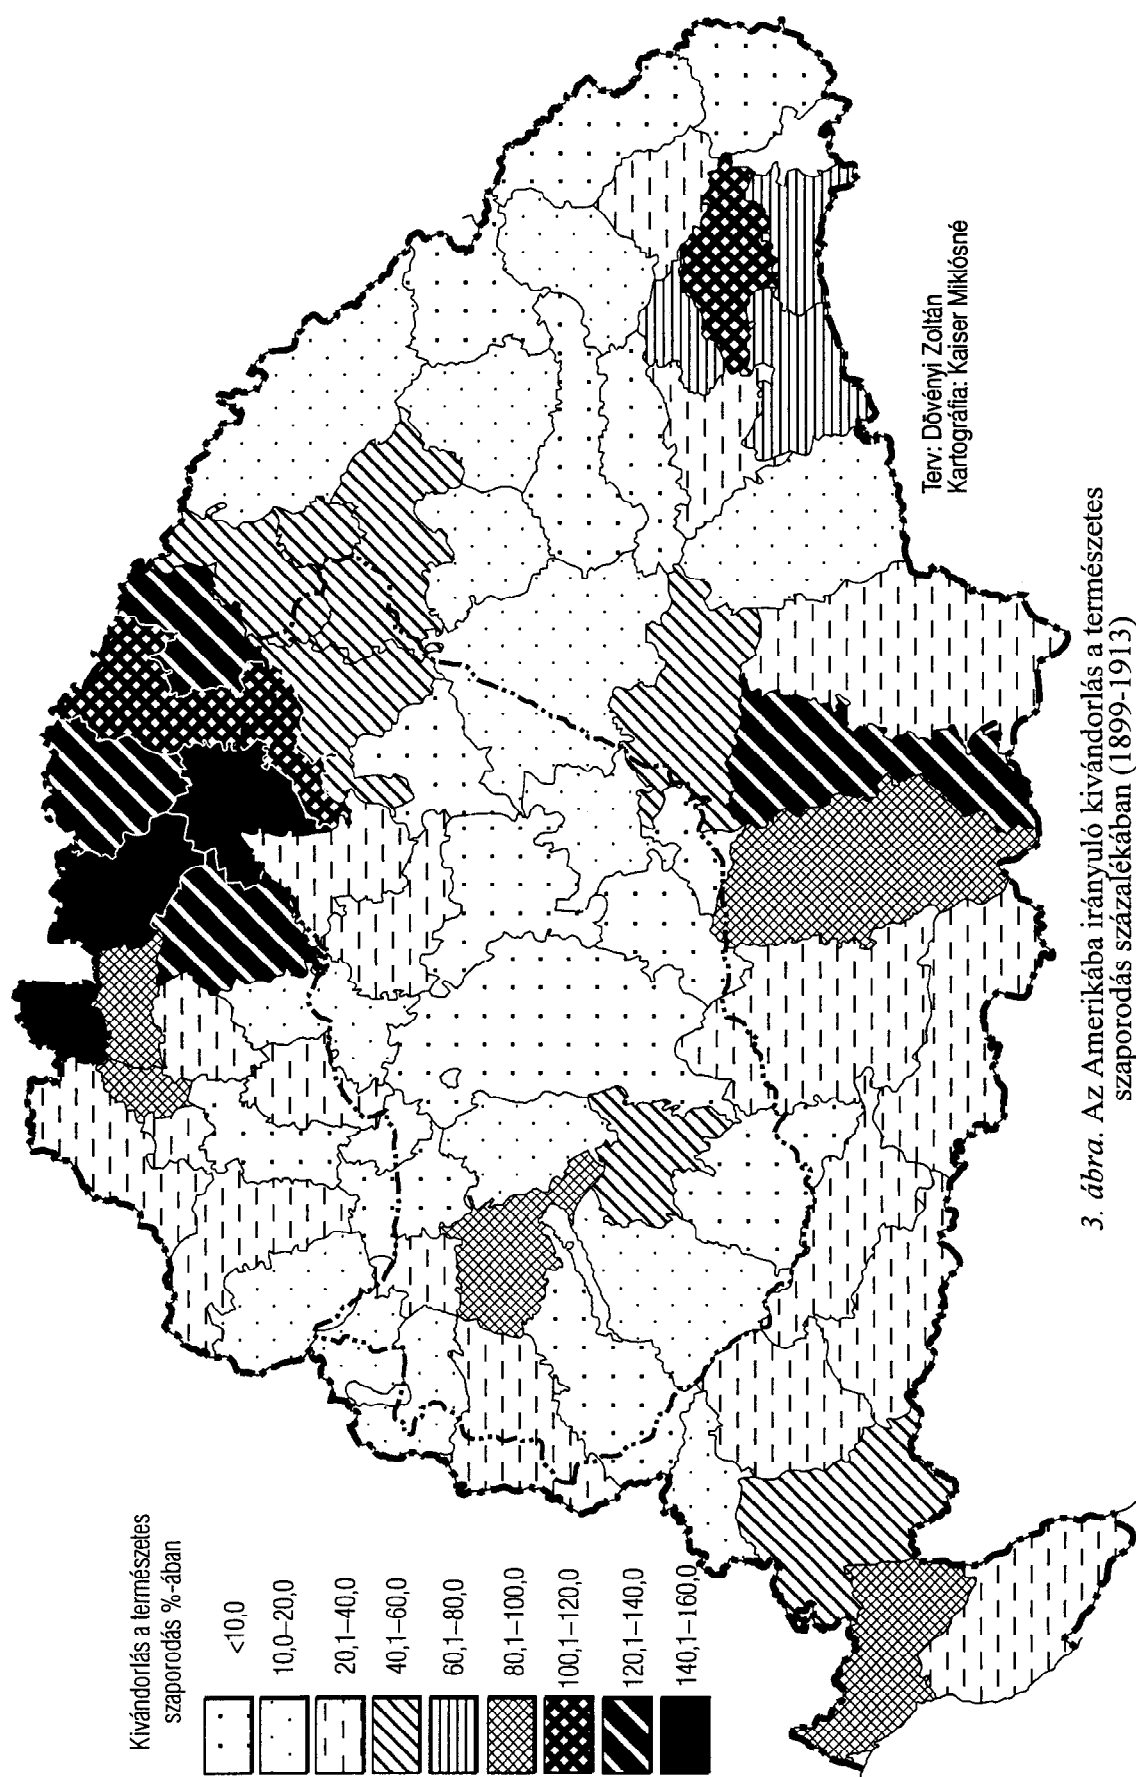 Kivándorlás a természetes
szaporodás %-ában
<10,0
10,0–20,0
20,1–40,0
40,1–60,0
60,1–80,0
80,1–100,0
100,1–120,0
120,1–140,0
140,1–160,0
Terv: Dövényi Zoltán
Kartográfia: Kaiser Miklósné
3. ábra. Az Amerikába irányuló kivándorlás a természetes
szaporodás százalékában (1899-1913)